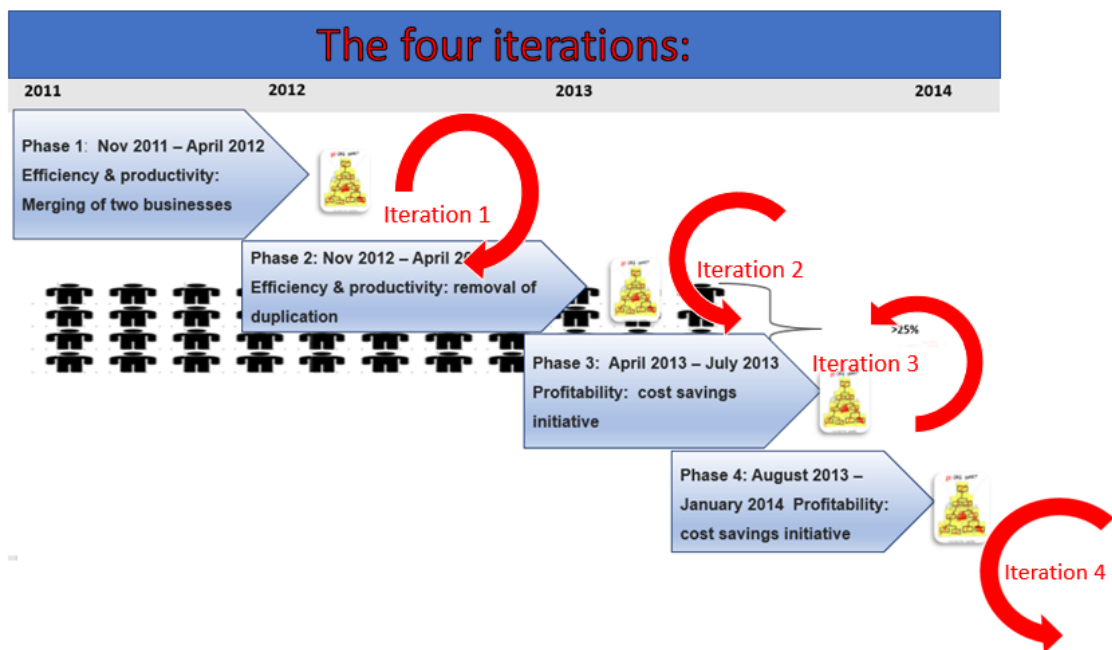 The four iterations:
2011 2012 2013 2014
Phase 1: Nov 2011 – April 2012
Efficiency & productivity:
Merging of two businesses
Iteration 1
Phase 2: Nov 2012 – April
Efficiency & productivity: removal of
duplication
Iteration 2
>25%
Phase 3: April 2013 – July 2013
Profitability: cost savings
initiative
Iteration 3
Phase 4: August 2013 –
January 2014 Profitability:
cost savings initiative
Iteration 4